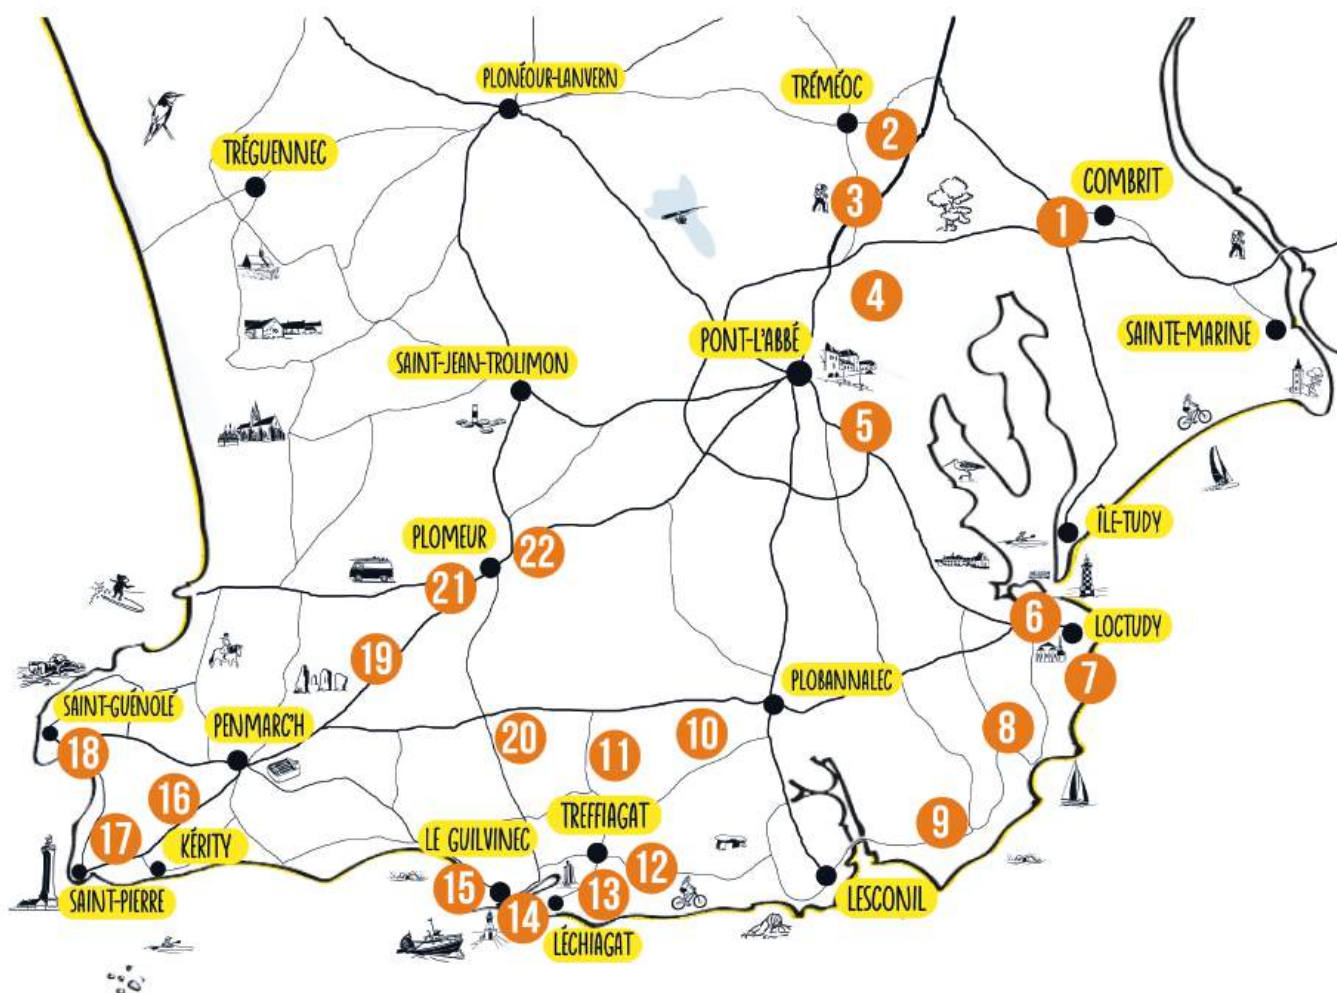 PLONÉOUR-LANVERN
TRÉMÉOC
2
TRÉGUENNEC
COMBRIT
3
1
4
SAINTE-MARINE
PONT-L'ABBÉ
SAINT-JEAN-TROLIMON
5
ÎLE-TUDY
PLOMEUR
22
21
6
LOCTUDY
19
7
PLOBANNALEC
SAINT-GUÉNOLÉ
PENMARC'H
18
20
11
10
8
16
TREFFIAGAT
9
17
KÉRITY
LE GUILVINEC
12
15
13
SAINT-PIERRE
14
LESCONIL
LÉCHIAGAT